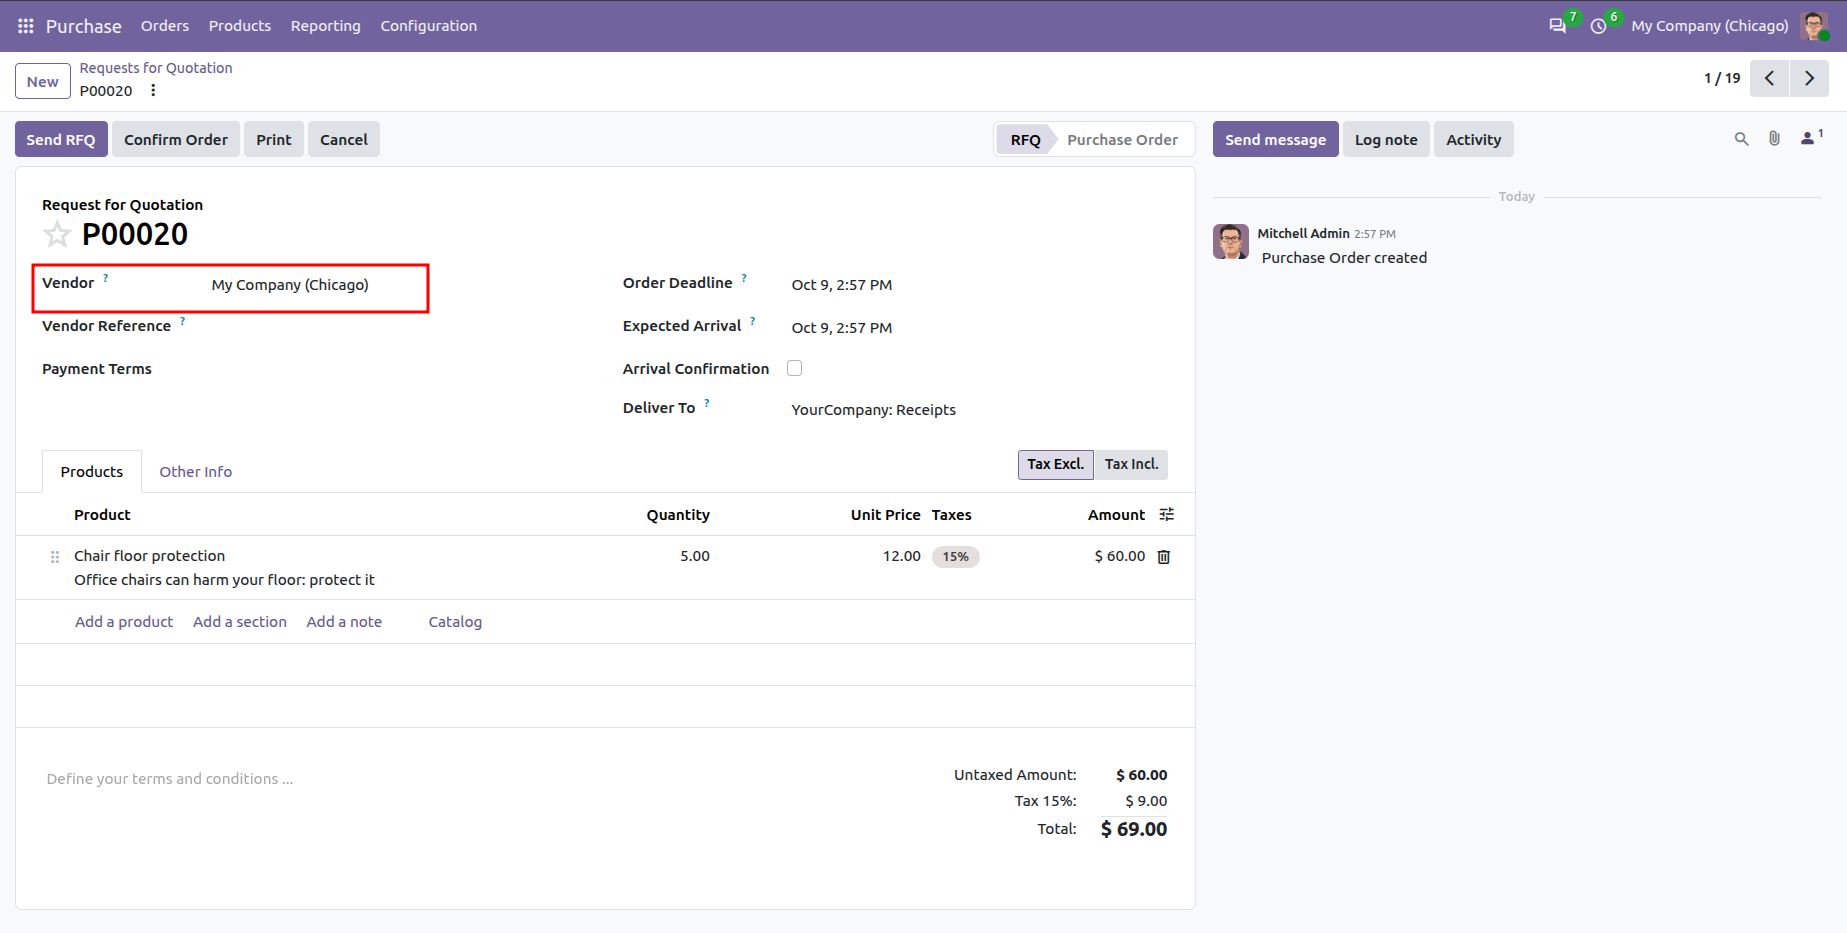 Purchase Orders Products Reporting Configuration 7 6 My Company (Chicago)
New Requests for Quotation
P00020
1 / 19
Send RFQ Confirm Order Print Cancel RFQ Purchase Order Send message Log note Activity 1
Today
Mitchell Admin 2:57 PM
Purchase Order created
Request for Quotation
P00020
Vendor ? My Company (Chicago)
Order Deadline ? Oct 9, 2:57 PM
Vendor Reference ?
Expected Arrival ? Oct 9, 2:57 PM
Payment Terms
Arrival Confirmation
Deliver To ? YourCompany: Receipts
Products Other Info Tax Excl. Tax Incl.
Product Quantity Unit Price Taxes Amount
Chair floor protection 5.00 12.00 15% $ 60.00
Office chairs can harm your floor: protect it
Add a product Add a section Add a note Catalog
Define your terms and conditions ...
Untaxed Amount: $ 60.00
Tax 15%: $ 9.00
Total: $ 69.00